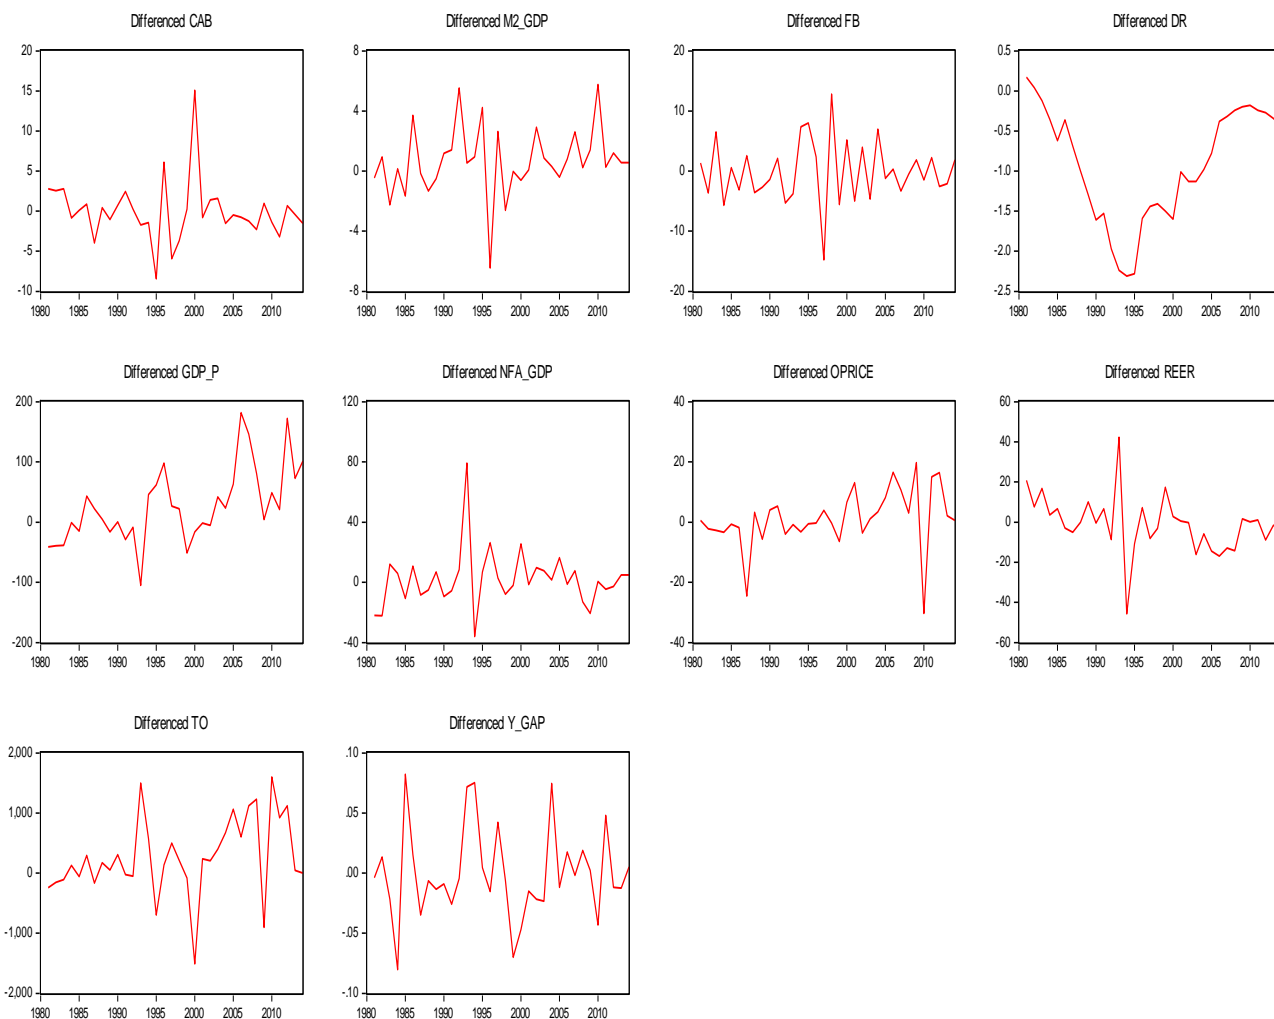 Differenced CAB
20
15
10
5
0
-5
-10
1980 1985 1990 1995 2000 2005 2010
Differenced M2_GDP
8
4
0
-4
-8
1980 1985 1990 1995 2000 2005 2010
Differenced FB
20
10
0
-10
-20
1980 1985 1990 1995 2000 2005 2010
Differenced DR
0.5
0.0
-0.5
-1.0
-1.5
-2.0
-2.5
1980 1985 1990 1995 2000 2005 2010
Differenced GDP_P
200
100
0
-100
-200
1980 1985 1990 1995 2000 2005 2010
Differenced NFA_GDP
120
80
40
0
-40
1980 1985 1990 1995 2000 2005 2010
Differenced OPRICE
40
20
0
-20
-40
1980 1985 1990 1995 2000 2005 2010
Differenced REER
60
40
20
0
-20
-40
-60
1980 1985 1990 1995 2000 2005 2010
Differenced TO
2,000
1,000
0
-1,000
-2,000
1980 1985 1990 1995 2000 2005 2010
Differenced Y_GAP
.10
.05
.00
-.05
-.10
1980 1985 1990 1995 2000 2005 2010